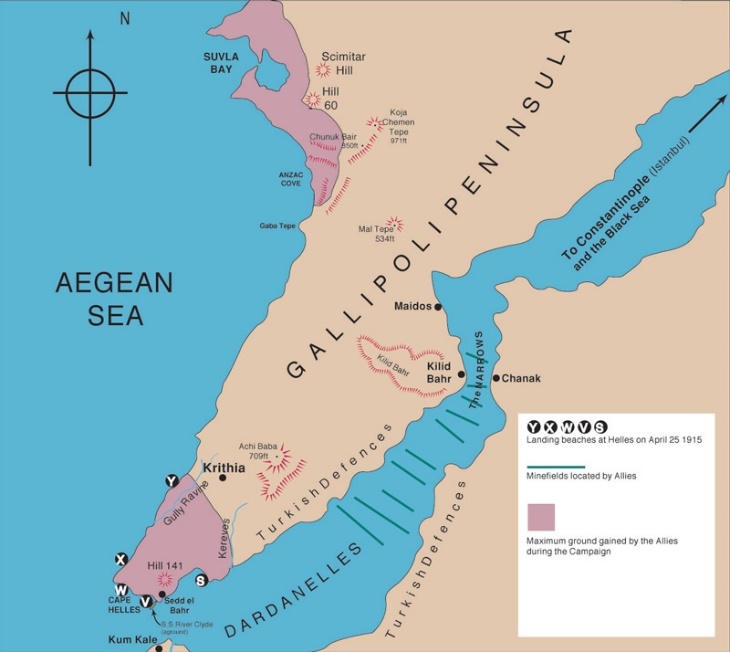 N
SUVLA
BAY
Scimitar
Hill
Hill
60
Koja
Chemen
Tepe
971ft
Chunuk Bair
850ft
ANZAC
COVE
Gaba Tepe
Mal Tepe
534ft
GALLIPOLI PENINSULA
To Constantinople (Istanbul)
and the Black Sea
AEGEAN
SEA
Maidos
Kilid Bahr
Kilid
Bahr
The NARROWS
Chanak
Achi Baba
709ft
Krithia
Turkish Defences
Turkish Defences
Y
Gully Ravine
Kereves
X
Hill 141
S
W
V
CAPE
HELLES
Sedd el
Bahr
S.S River Clyde
(aground)
DARDANELLES
Kum Kale
Y X W V S
Landing beaches at Helles on April 25 1915
Minefields located by Allies
Maximum ground gained by the Allies
during the Campaign